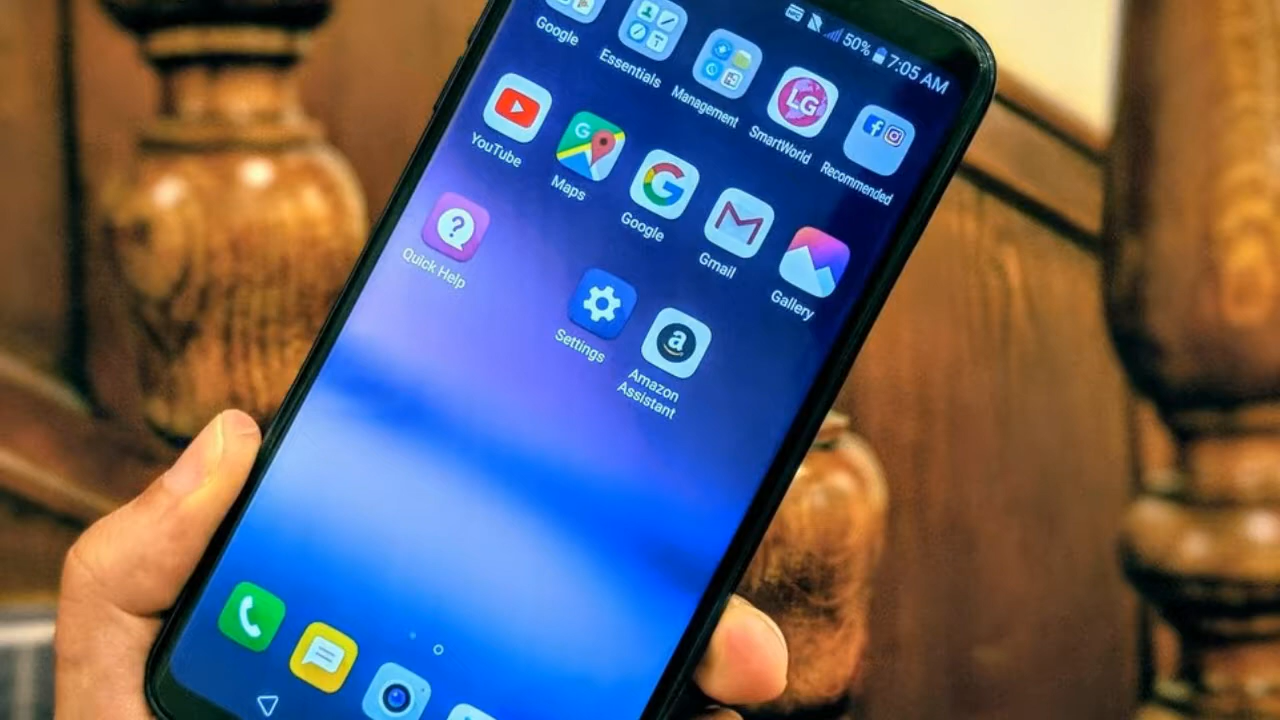 50% 7:05 AM
Google
Essentials
Management
LG
SmartWorld
Recommended
YouTube
G
Maps
G
Google
Gmail
Gallery
?
Quick Help
Settings
a
Amazon
Assistant